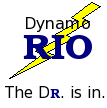 Dynamo
RIO
The DR. is in.